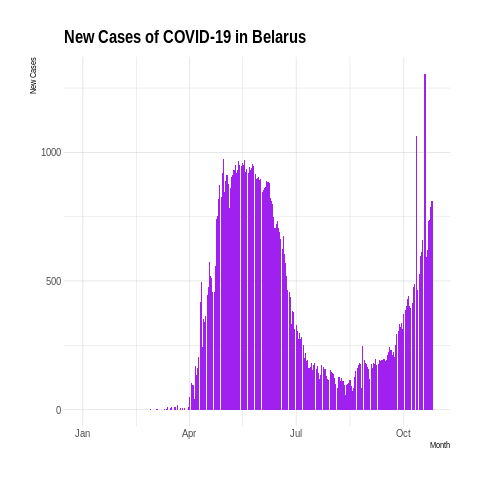 New Cases of COVID-19 in Belarus
New Cases
1000
500
0
Jan Apr Jul Oct
Month